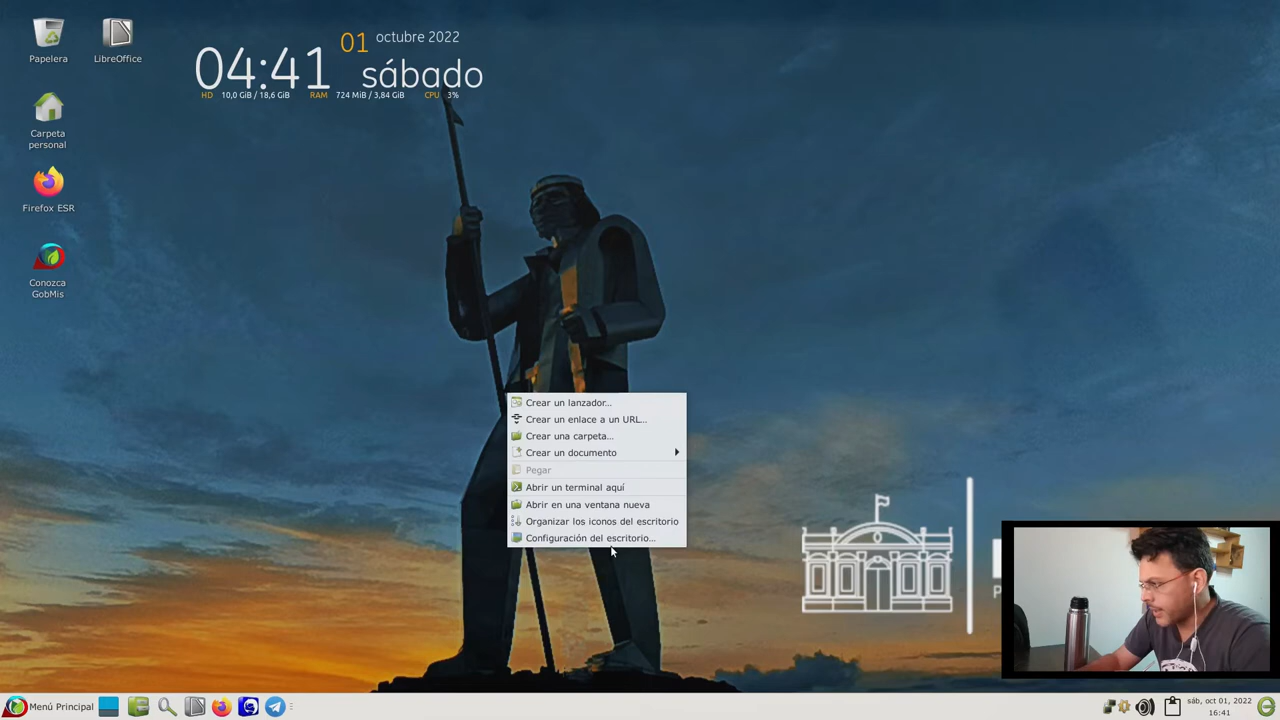 Papelera
LibreOffice
Carpeta
personal
Firefox ESR
Conozca
GobMis
04:41
01 octubre 2022
sábado
HD 10,0 GiB / 18,6 GiB RAM 724 MiB / 3,84 GiB CPU 3%
Crear un lanzador...
Crear un enlace a un URL...
Crear una carpeta...
Crear un documento
Pegar
Abrir un terminal aquí
Abrir en una ventana nueva
Organizar los iconos del escritorio
Configuración del escritorio...
Menú Principal
sáb, oct 01, 2022
16:41